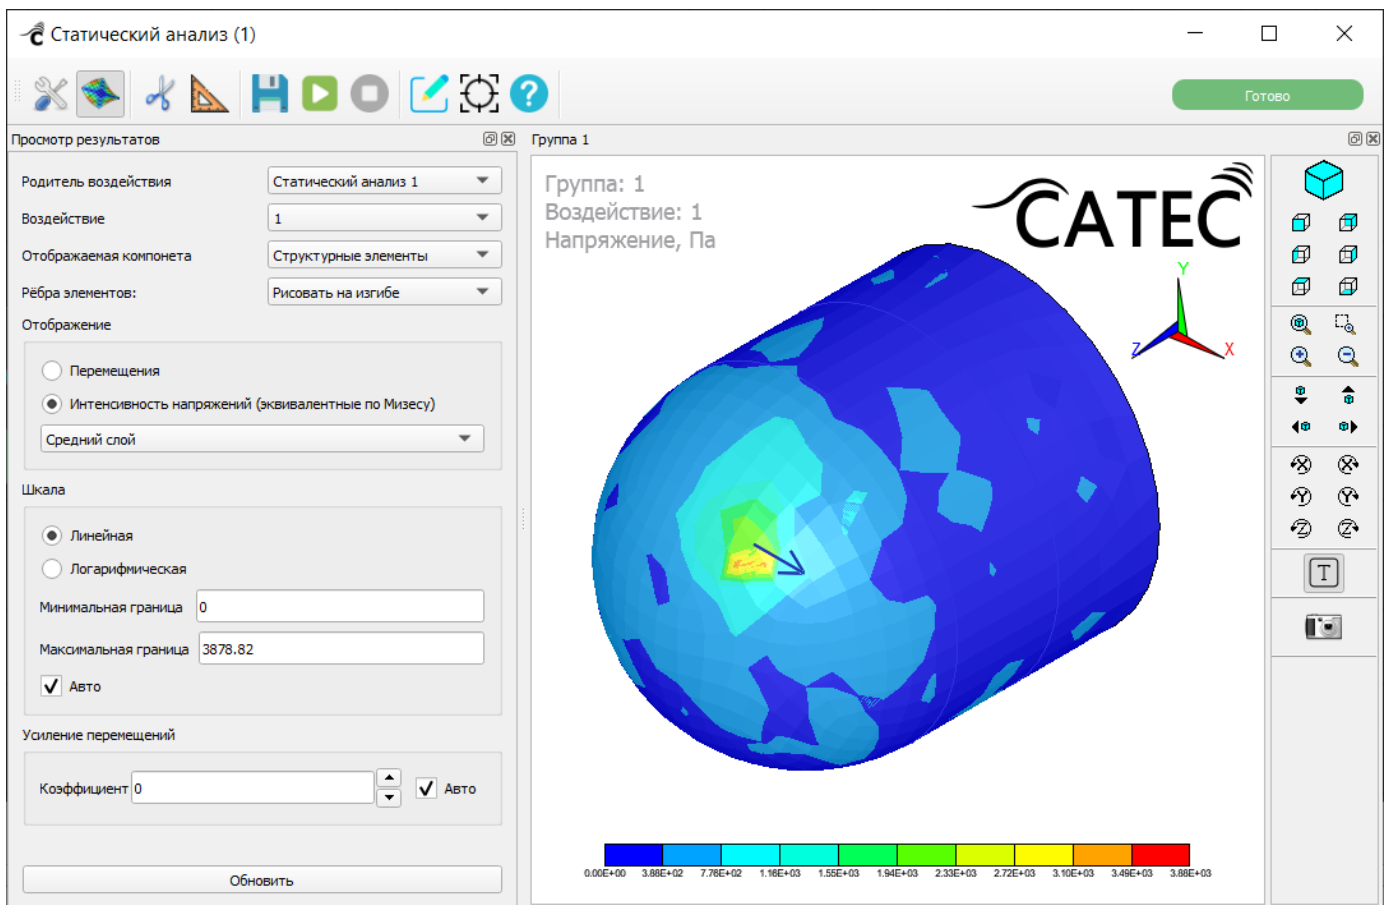 Статический анализ (1)
Готово
Просмотр результатов
Группа 1
Родитель воздействия
Статический анализ 1
Воздействие
1
Отображаемая компонета
Структурные элементы
Рёбра элементов:
Рисовать на изгибе
Отображение
Перемещения
Интенсивность напряжений (эквивалентные по Мизесу)
Средний слой
Шкала
Линейная
Логарифмическая
Минимальная граница
0
Максимальная граница
3878.82
Авто
Усиление перемещений
Коэффициент
0
Авто
Обновить
Группа: 1
Воздействие: 1
Напряжение, Па
CATEC
Y
Z
X
0.00E+00 3.88E+02 7.76E+02 1.16E+03 1.55E+03 1.94E+03 2.33E+03 2.72E+03 3.10E+03 3.49E+03 3.88E+03
X X
Y Y
Z Z
T